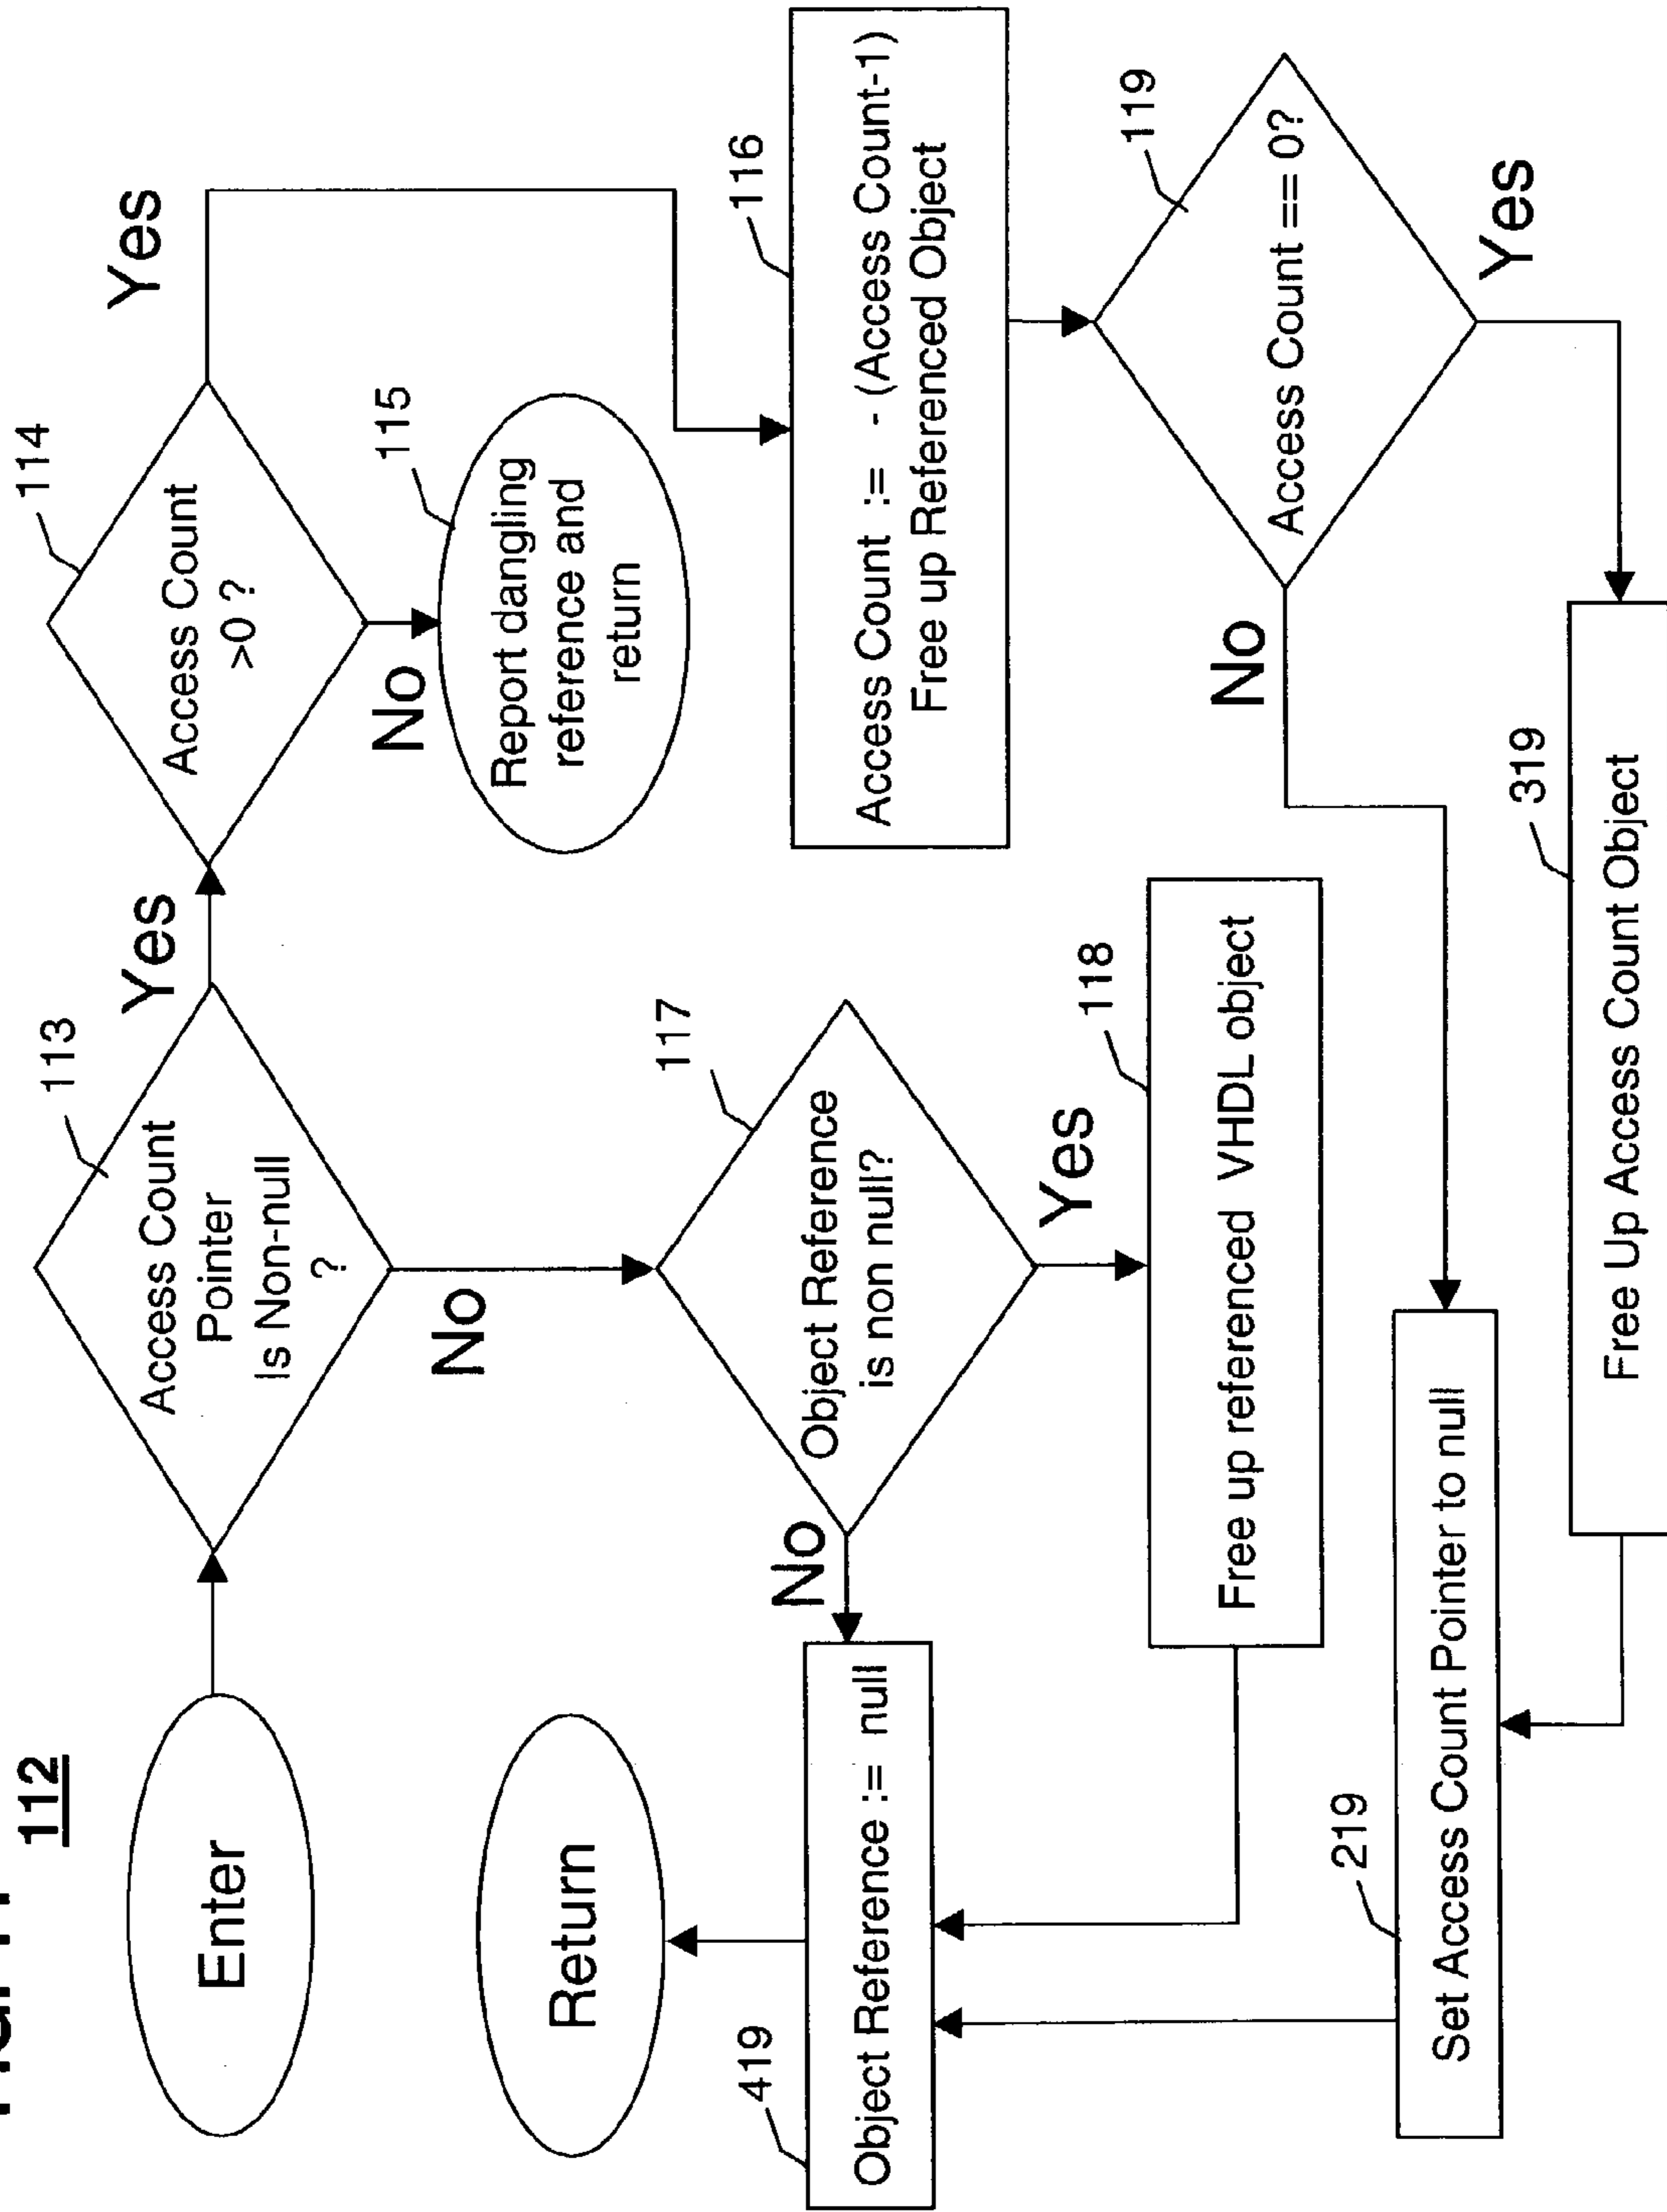 112
Enter
113
Access Count
Pointer
Is Non-null
?
Yes
No
114
Access Count
>0 ?
Yes
No
115
Report dangling
reference and
return
116
Access Count := - (Access Count-1)
Free up Referenced Object
117
Object Reference
is non null?
No
Yes
118
Free up referenced VHDL object
119
Access Count == 0?
No
Yes
319
Free Up Access Count Object
219
Set Access Count Pointer to null
419
Object Reference := null
Return